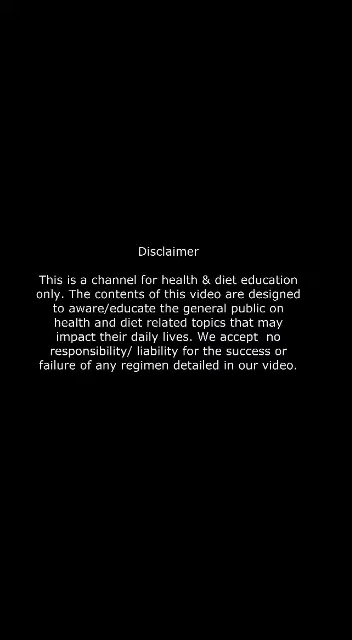 Disclaimer
This is a channel for health & diet education
only. The contents of this video are designed
to aware/educate the general public on
health and diet related topics that may
impact their daily lives. We accept  no
responsibility/ liability for the success or
failure of any regimen detailed in our video.